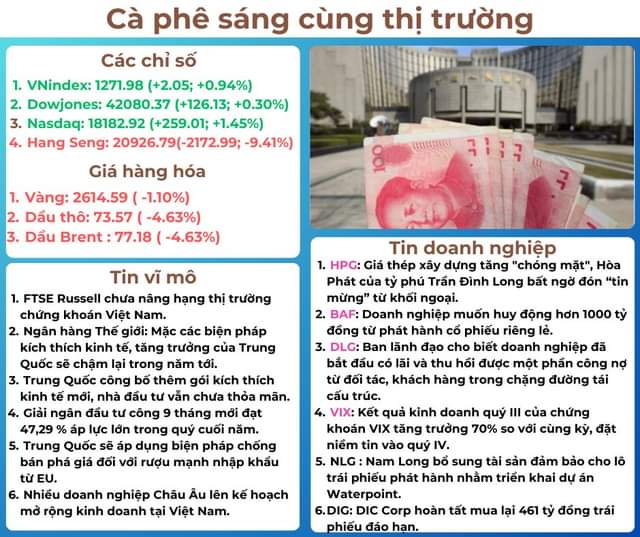 Cà phê sáng cùng thị trường
Các chỉ số
1. VNindex: 1271.98 (+2.05; +0.94%)
2. Dowjones: 42080.37 (+126.13; +0.30%)
3. Nasdaq: 18182.92 (+259.01; +1.45%)
4. Hang Seng: 20926.79(-2172.99; -9.41%)
Giá hàng hóa
1. Vàng: 2614.59 ( -1.10%)
2. Dầu thô: 73.57 ( -4.63%)
3. Dầu Brent : 77.18 ( -4.63%)
Tin vĩ mô
1. FTSE Russell chưa nâng hạng thị trường
chứng khoán Việt Nam.
2. Ngân hàng Thế giới: Mặc các biện pháp
kích thích kinh tế, tăng trưởng của Trung
Quốc sẽ chậm lại trong năm tới.
3. Trung Quốc công bố thêm gói kích thích
kinh tế mới, nhà đầu tư vẫn chưa thỏa mãn.
4. Giải ngân đầu tư công 9 tháng mới đạt
47,29 % áp lực lớn trong quý cuối năm.
5. Trung Quốc sẽ áp dụng biện pháp chống
bán phá giá đối với rượu mạnh nhập khẩu
từ EU.
6. Nhiều doanh nghiệp Châu Âu lên kế hoạch
mở rộng kinh doanh tại Việt Nam.
100
Tin doanh nghiệp
1. HPG: Giá thép xây dựng tăng "chóng mặt", Hòa
Phát của tỷ phú Trần Đình Long bất ngờ đón “tin
mừng” từ khối ngoại.
2. BAF: Doanh nghiệp muốn huy động hơn 1000 tỷ
đồng từ phát hành cổ phiếu riêng lẻ.
3. DLG: Ban lãnh đạo cho biết doanh nghiệp đã
bắt đầu có lãi và thu hồi được một phần công nợ
từ đối tác, khách hàng trong chặng đường tái
cấu trúc.
4. VIX: Kết quả kinh doanh quý III của chứng
khoán VIX tăng trưởng 70% so với cùng kỳ, đặt
niềm tin vào quý IV.
5. NLG : Nam Long bổ sung tài sản đảm bảo cho lô
trái phiếu phát hành nhằm triển khai dự án
Waterpoint.
6.DIG: DIC Corp hoàn tất mua lại 461 tỷ đồng trái
phiếu đáo hạn.